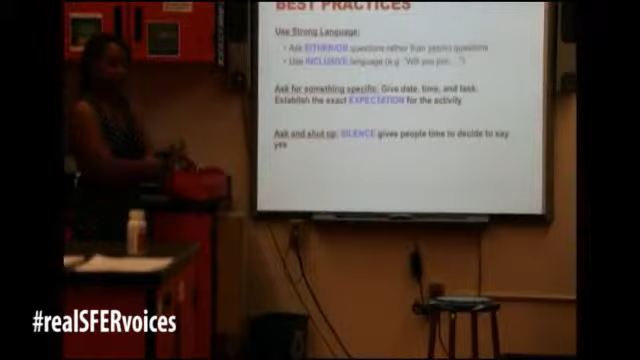 BEST PRACTICES
Use Strong Language:
• Ask EITHER/OR questions rather than yes/no questions
• Use INCLUSIVE language (e.g. "Will you join...")
Ask for something specific: Give date, time, and task.
Establish the exact EXPECTATION for the activity
Ask and shut up: SILENCE gives people time to decide to say
yes
#realSFERvoices